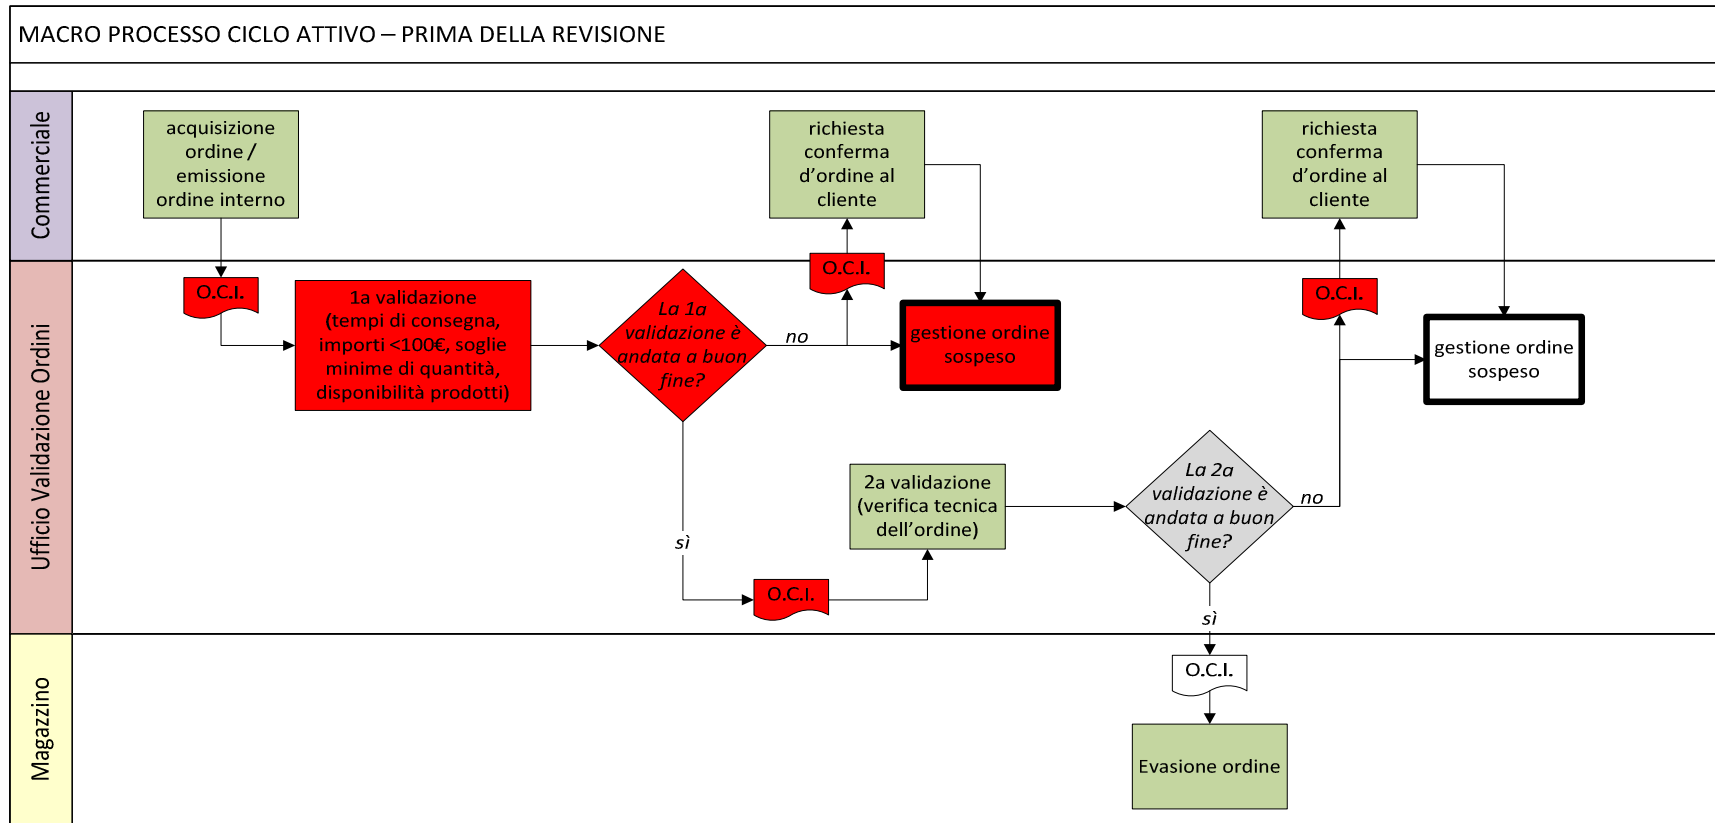 MACRO PROCESSO CICLO ATTIVO – PRIMA DELLA REVISIONE
Commerciale
acquisizione
ordine /
emissione
ordine interno
richiesta
conferma
d'ordine al
cliente
richiesta
conferma
d'ordine al
cliente
Ufficio Validazione Ordini
O.C.I.
1a validazione
(tempi di consegna,
importi <100€, soglie
minime di quantità,
disponibilità prodotti)
La 1a
validazione è
andata a buon
fine?
no
O.C.I.
gestione ordine
sospeso
sì
O.C.I.
2a validazione
(verifica tecnica
dell'ordine)
La 2a
validazione è
andata a buon
fine?
no
O.C.I.
gestione ordine
sospeso
sì
Magazzino
O.C.I.
Evasione ordine